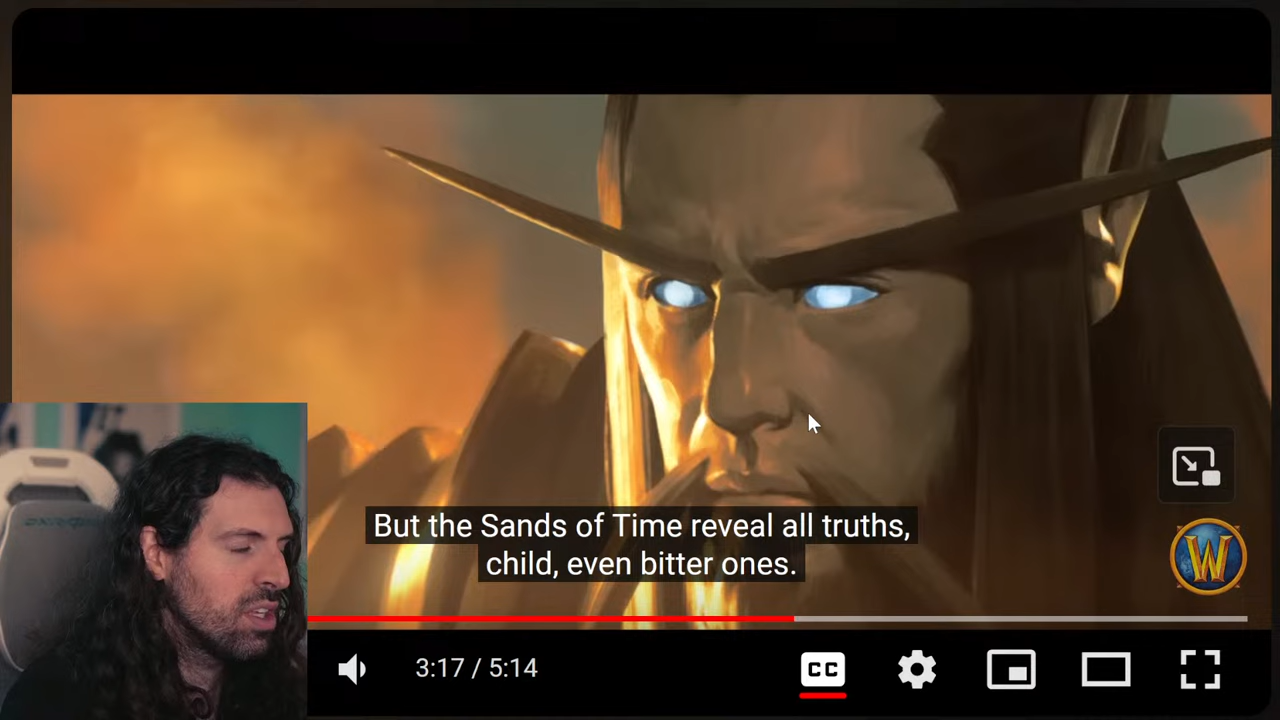 But the Sands of Time reveal all truths,
child, even bitter ones.
W
3:17 / 5:14
CC